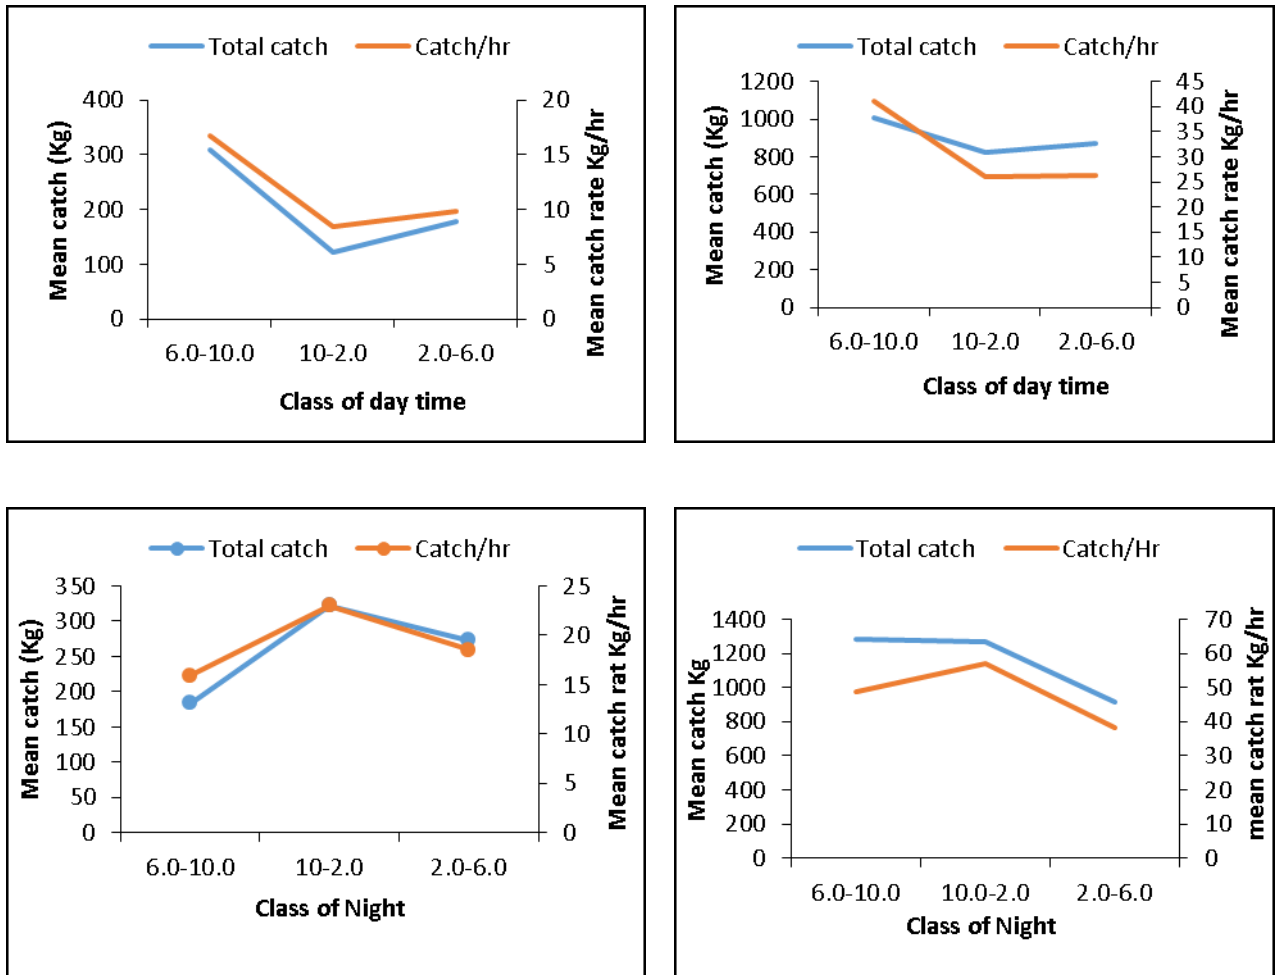 Total catch
Catch/hr
Mean catch (Kg)
400
300
200
100
0
20
15
10
5
0
Mean catch rate Kg/hr
6.0-10.0 10-2.0 2.0-6.0
Class of day time
Total catch
Catch/hr
Mean catch (Kg)
1200
1000
800
600
400
200
0
45
40
35
30
25
20
15
10
5
0
Mean catch rate Kg/hr
6.0-10.0 10-2.0 2.0-6.0
Class of day time
Total catch
Catch/hr
Mean catch (Kg)
350
300
250
200
150
100
50
0
25
20
15
10
5
0
Mean catch rat Kg/hr
6.0-10.0 10-2.0 2.0-6.0
Class of Night
Total catch
Catch/Hr
Mean catch Kg
1400
1200
1000
800
600
400
200
0
70
60
50
40
30
20
10
0
mean catch rat Kg/hr
6.0-10.0 10.0-2.0 2.0-6.0
Class of Night